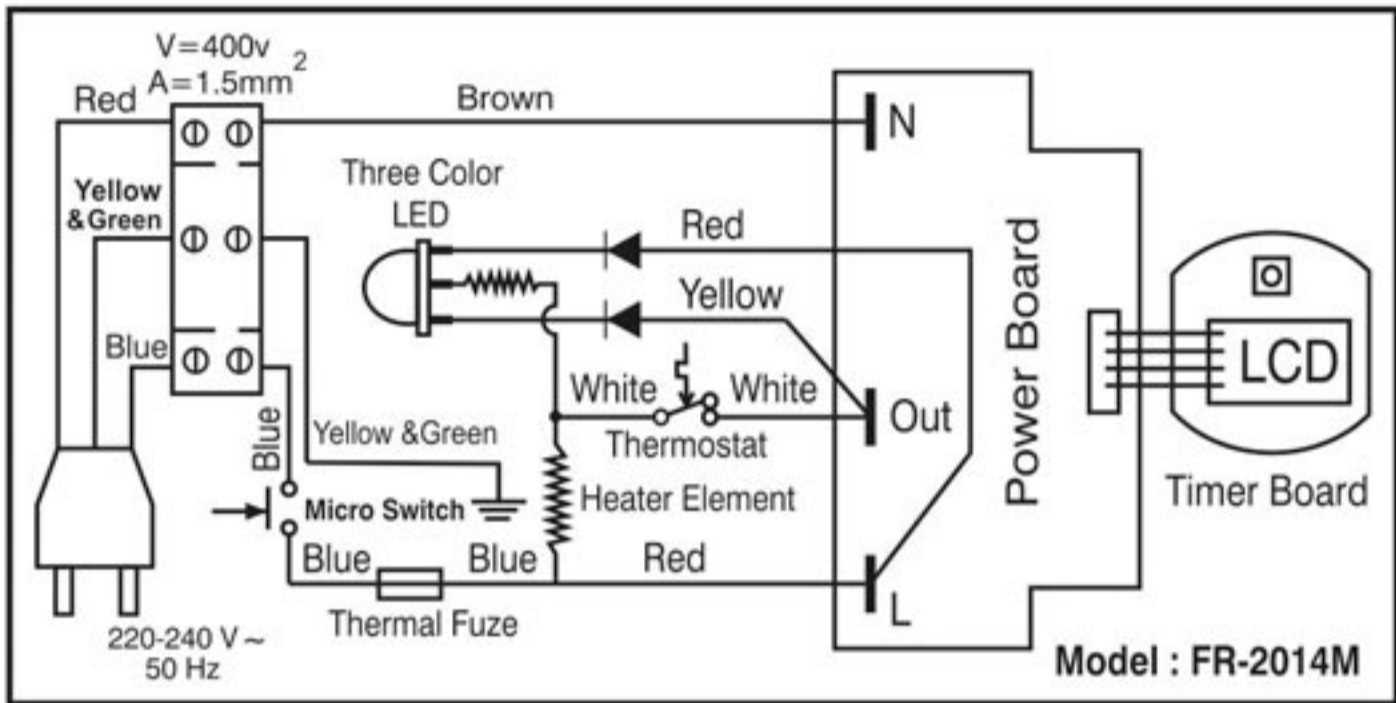 V=400v
A=1.5mm²
Red
Brown
N
Three Color
LED
Yellow
&Green
Red
Yellow
Power Board
LCD
Blue
White
White
Out
Thermostat
Timer Board
Blue
Yellow &Green
Heater Element
Micro Switch
Blue
Blue
Red
Thermal Fuze
L
220-240 V ~
50 Hz
Model : FR-2014M